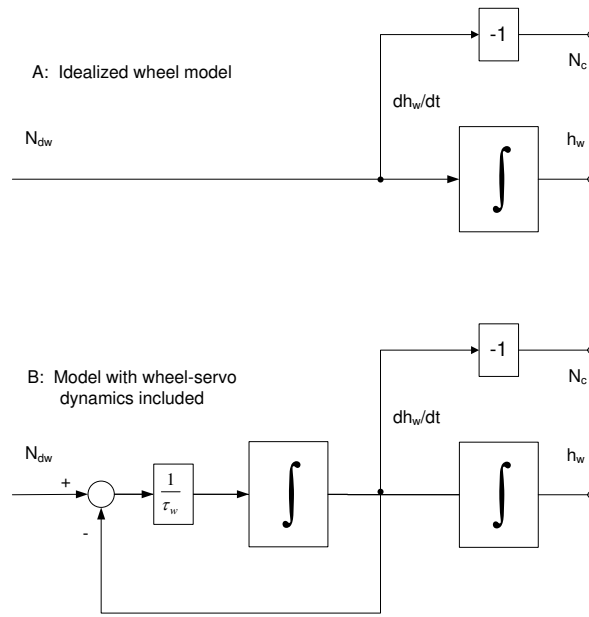 A: Idealized wheel model
-1
N_c
dh_w/dt
N_dw
h_w
∫
B: Model with wheel-servo
dynamics included
-1
N_c
dh_w/dt
N_dw
h_w
+
-
1
τ_w
∫
∫